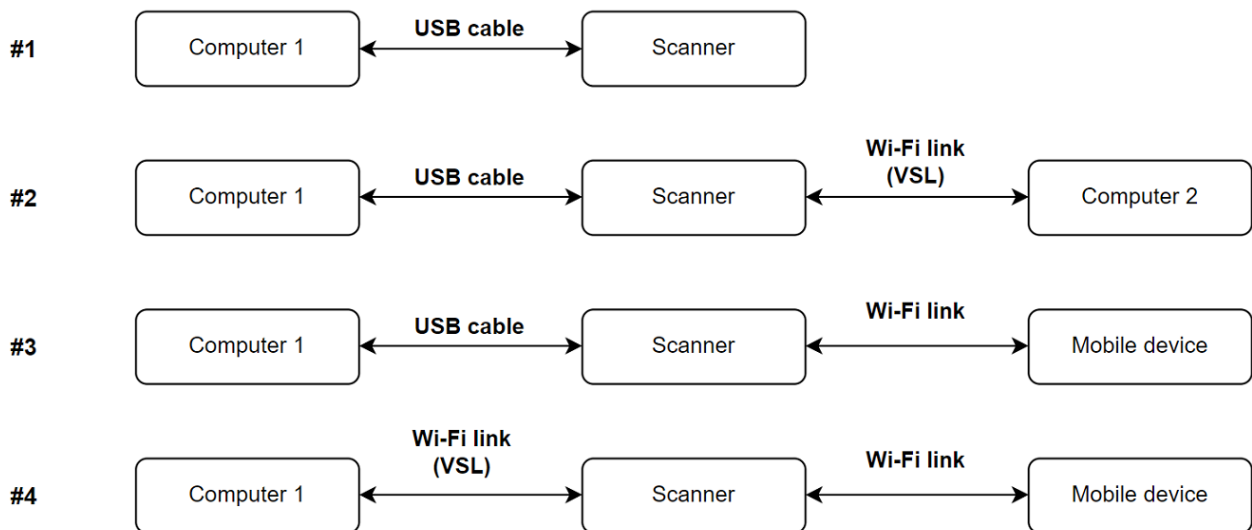 #1
Computer 1
USB cable
Scanner
#2
Computer 1
USB cable
Scanner
Wi-Fi link
(VSL)
Computer 2
#3
Computer 1
USB cable
Scanner
Wi-Fi link
Mobile device
#4
Computer 1
Wi-Fi link
(VSL)
Scanner
Wi-Fi link
Mobile device